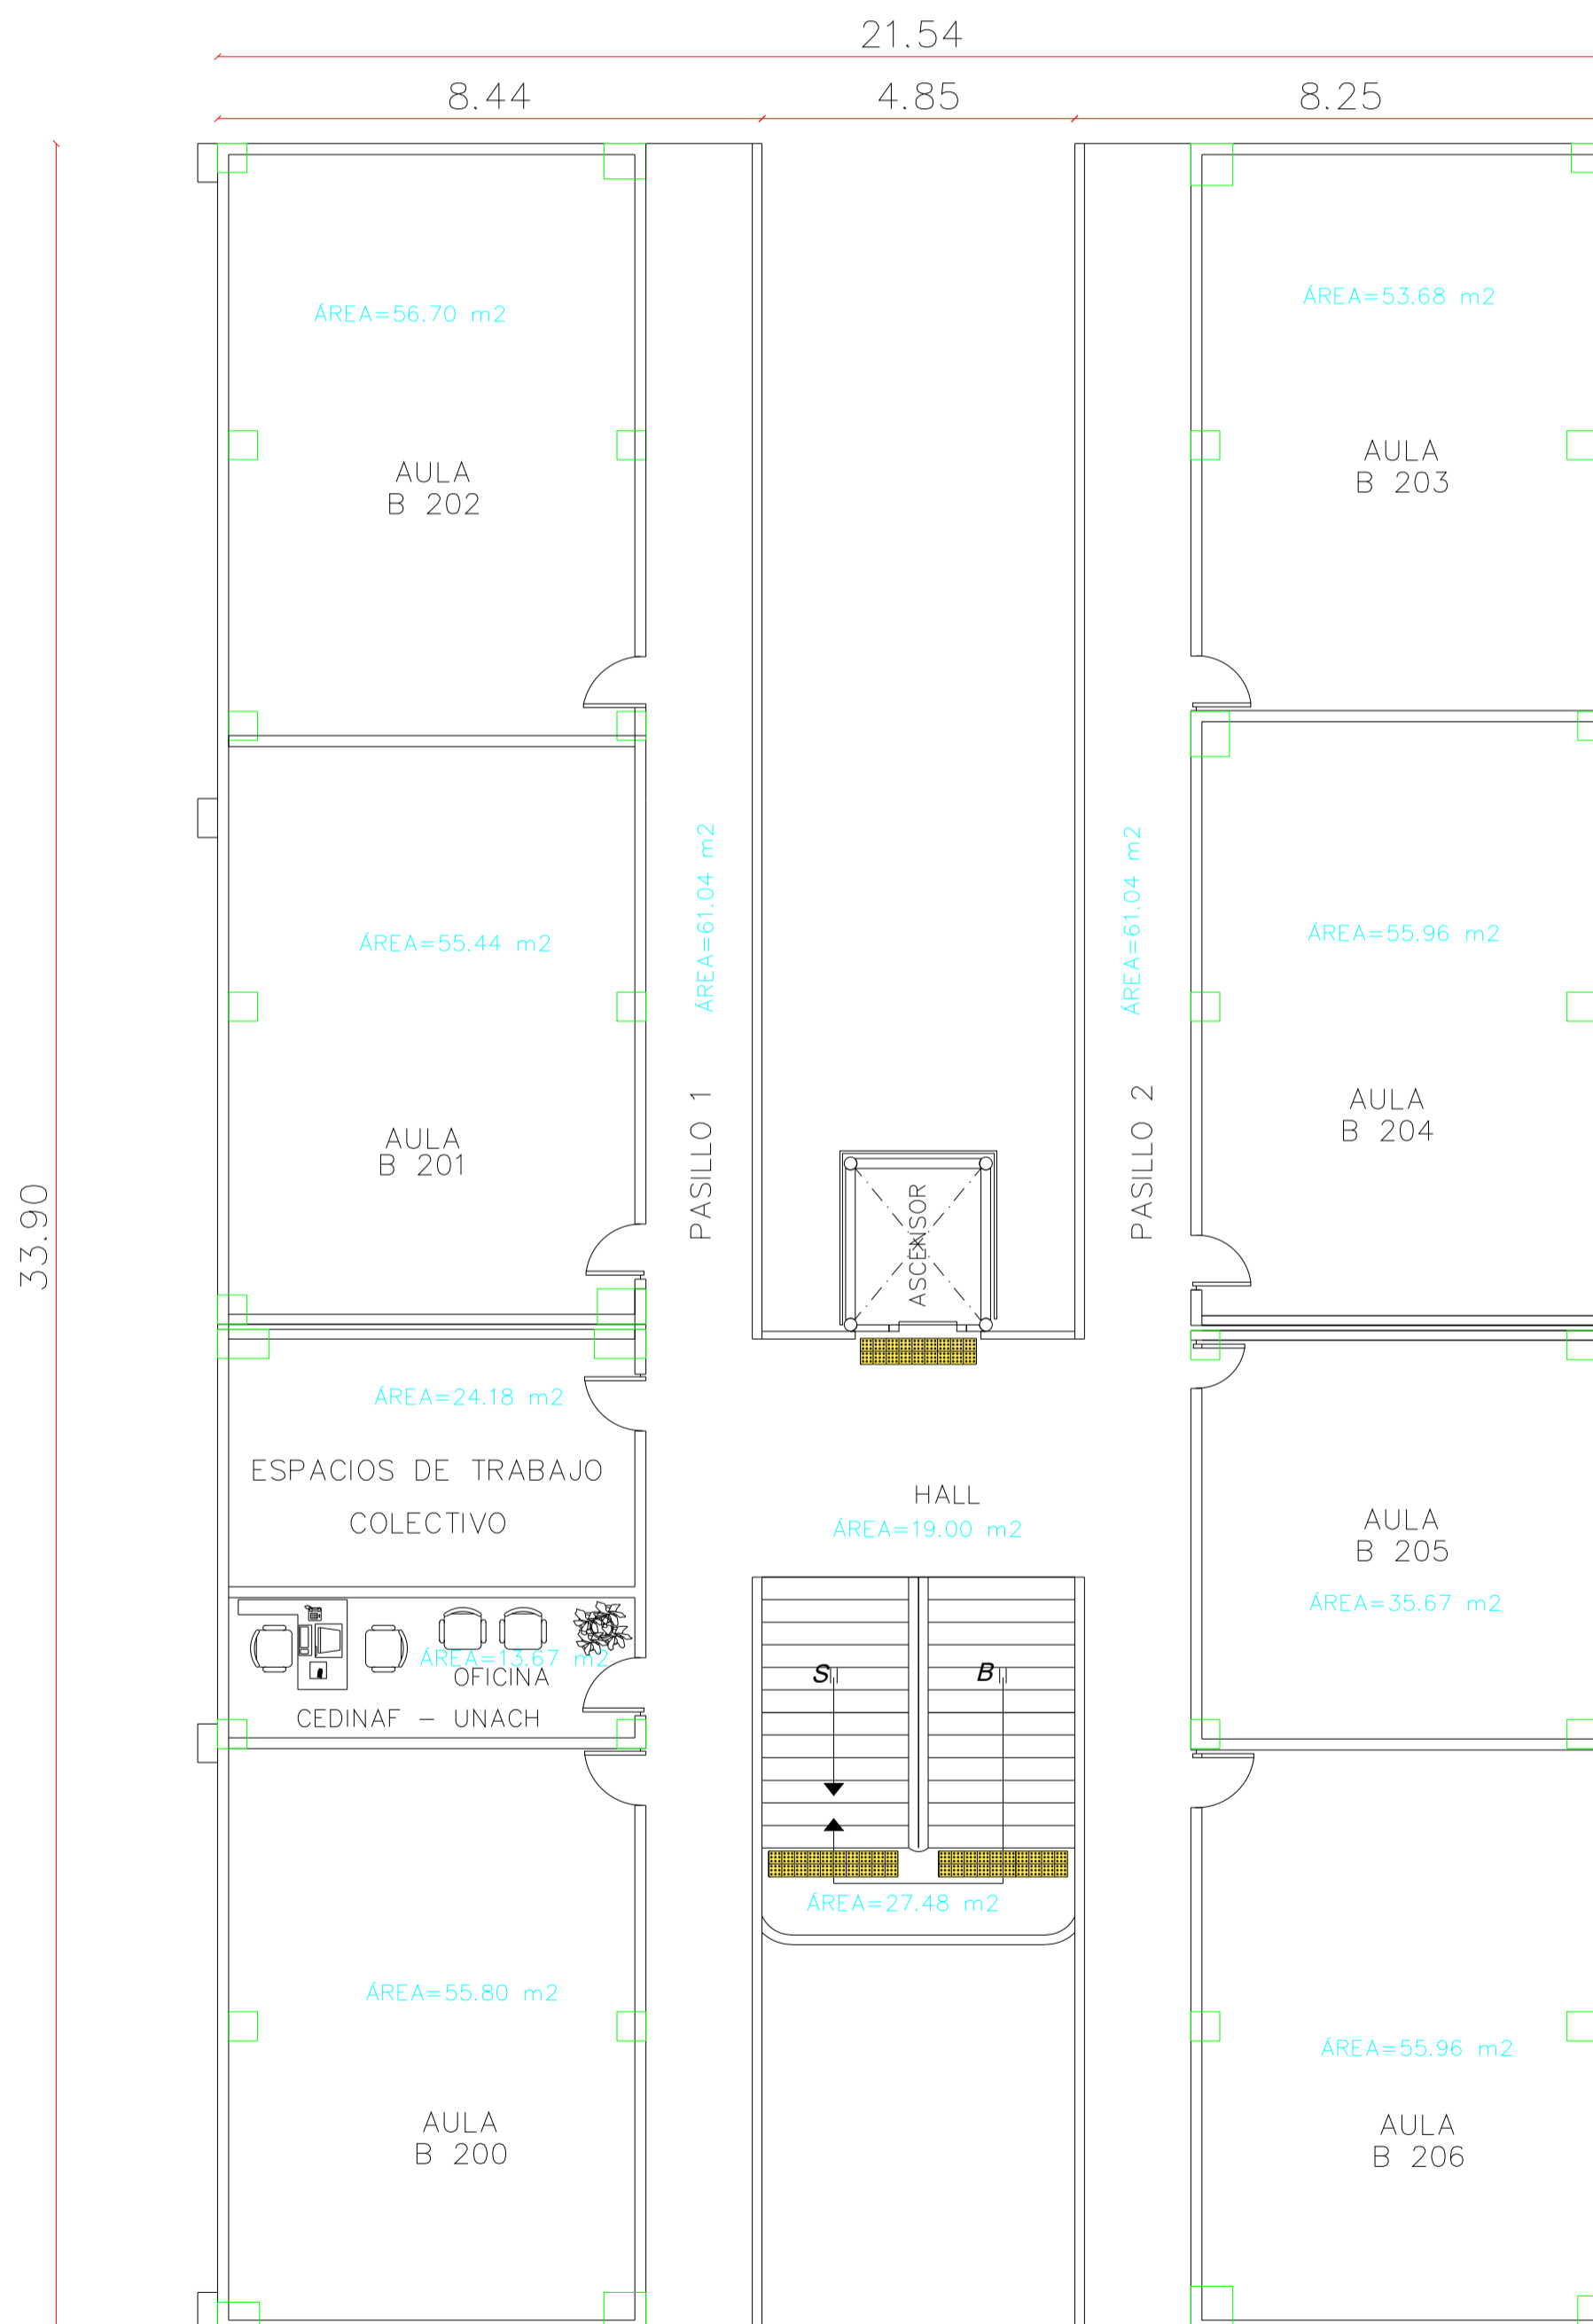 21.54
8.44
4.85
8.25
33.90
ÁREA=56.70 m2
AULA
B 202
ÁREA=53.68 m2
AULA
B 203
ÁREA=55.44 m2
AULA
B 201
ÁREA=61.04 m2
PASILLO 1
ASCENSOR
ÁREA=61.04 m2
PASILLO 2
ÁREA=55.96 m2
AULA
B 204
ÁREA=24.18 m2
ESPACIOS DE TRABAJO
COLECTIVO
HALL
ÁREA=19.00 m2
AULA
B 205
ÁREA=35.67 m2
ÁREA=13.67 m2
OFICINA
CEDINAF - UNACH
S
B
ÁREA=27.48 m2
ÁREA=55.80 m2
AULA
B 200
ÁREA=55.96 m2
AULA
B 206